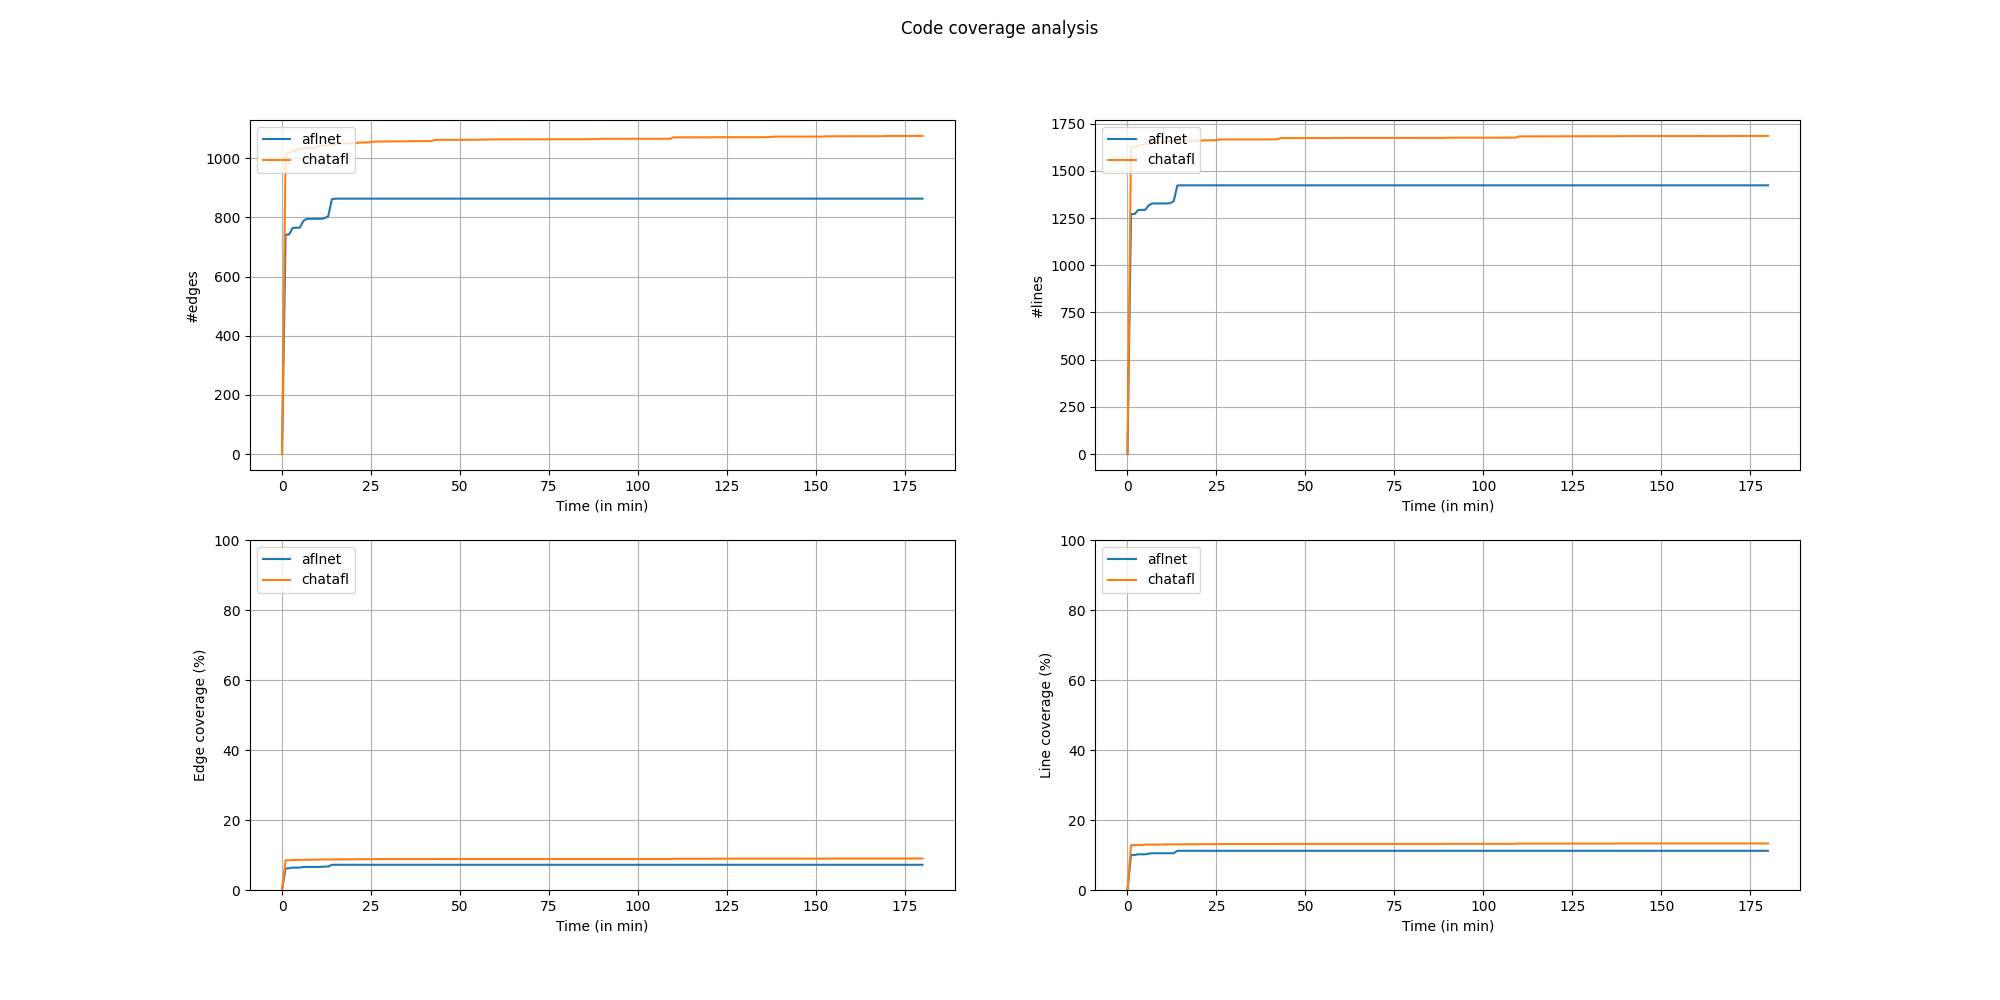 Code coverage analysis
aflnet
chatafl
1000
800
600
400
200
0
#edges
0 25 50 75 100 125 150 175
Time (in min)
aflnet
chatafl
1750
1500
1250
1000
750
500
250
0
#lines
0 25 50 75 100 125 150 175
Time (in min)
aflnet
chatafl
100
80
60
40
20
0
Edge coverage (%)
0 25 50 75 100 125 150 175
Time (in min)
aflnet
chatafl
100
80
60
40
20
0
Line coverage (%)
0 25 50 75 100 125 150 175
Time (in min)